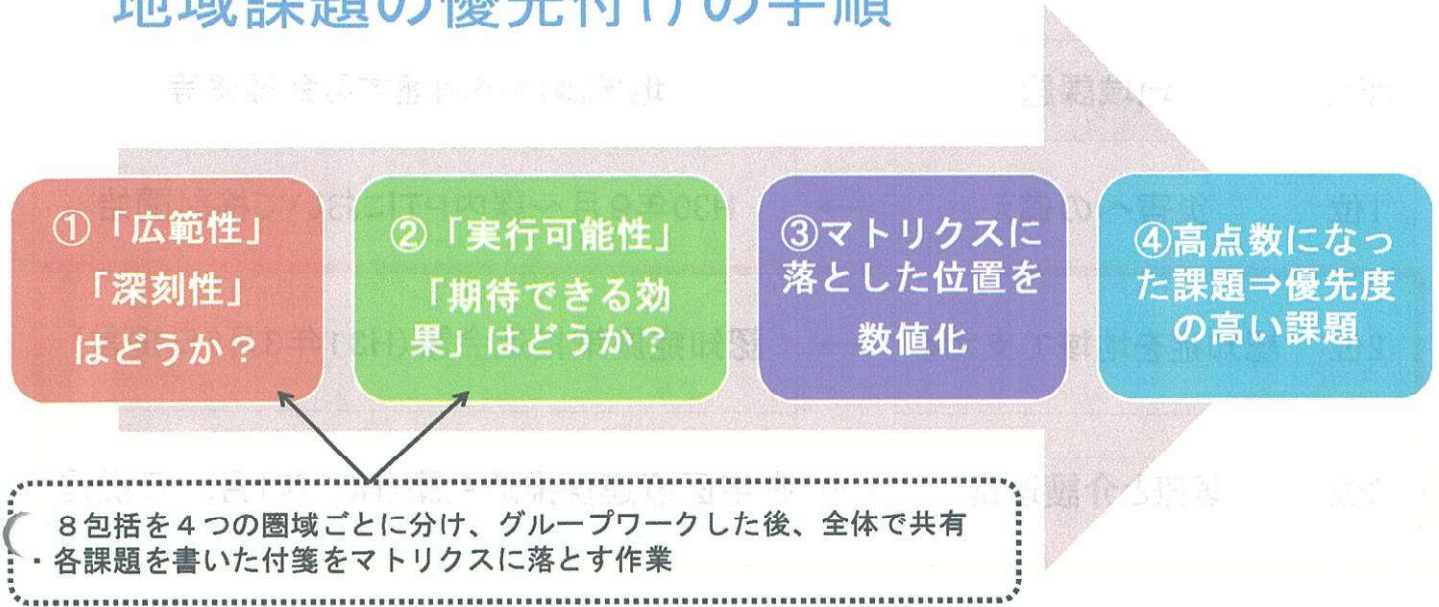 地域課題の優先付けの手順
①「広範性」
「深刻性」
はどうか?
②「実行可能性」
「期待できる効
果」はどうか?
③マトリクスに
落とした位置を
数値化
④高点数になっ
た課題⇒優先度
の高い課題
8包括を4つの圏域ごとに分け、グループワークした後、全体で共有
・各課題を書いた付箋をマトリクスに落とす作業